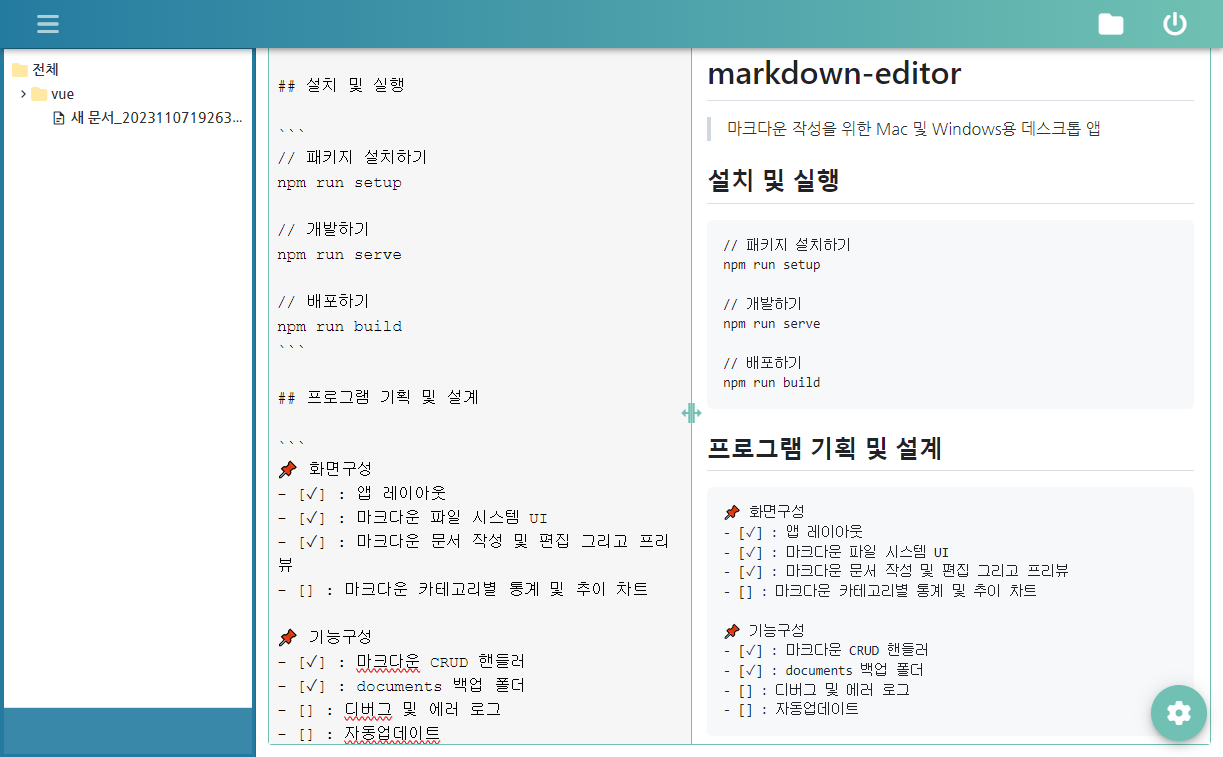 전체
vue
새 문서_2023110719263...
## 설치 및 실행
```
// 패키지 설치하기
npm run setup
// 개발하기
npm run serve
// 배포하기
npm run build
```
## 프로그램 기획 및 설계
```
📌 화면구성
- [✓] : 앱 레이아웃
- [✓] : 마크다운 파일 시스템 UI
- [✓] : 마크다운 문서 작성 및 편집 그리고 프리
뷰
- [] : 마크다운 카테고리별 통계 및 추이 차트
📌 기능구성
- [✓] : 마크다운 CRUD 핸들러
- [✓] : documents 백업 폴더
- [] : 디버그 및 에러 로그
- [] : 자동업데이트
markdown-editor
마크다운 작성을 위한 Mac 및 Windows용 데스크톱 앱
설치 및 실행
// 패키지 설치하기
npm run setup
// 개발하기
npm run serve
// 배포하기
npm run build
프로그램 기획 및 설계
📌 화면구성
- [✓] : 앱 레이아웃
- [✓] : 마크다운 파일 시스템 UI
- [✓] : 마크다운 문서 작성 및 편집 그리고 프리뷰
- [] : 마크다운 카테고리별 통계 및 추이 차트
📌 기능구성
- [✓] : 마크다운 CRUD 핸들러
- [✓] : documents 백업 폴더
- [] : 디버그 및 에러 로그
- [] : 자동업데이트